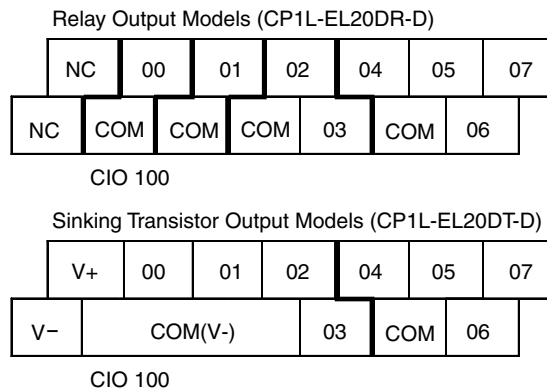 Relay Output Models (CP1L-EL20DR-D)
NC 00 01 02 04 05 07
NC COM COM COM 03 COM 06
CIO 100
Sinking Transistor Output Models (CP1L-EL20DT-D)
V+ 00 01 02 04 05 07
V− COM(V-) 03 COM 06
CIO 100